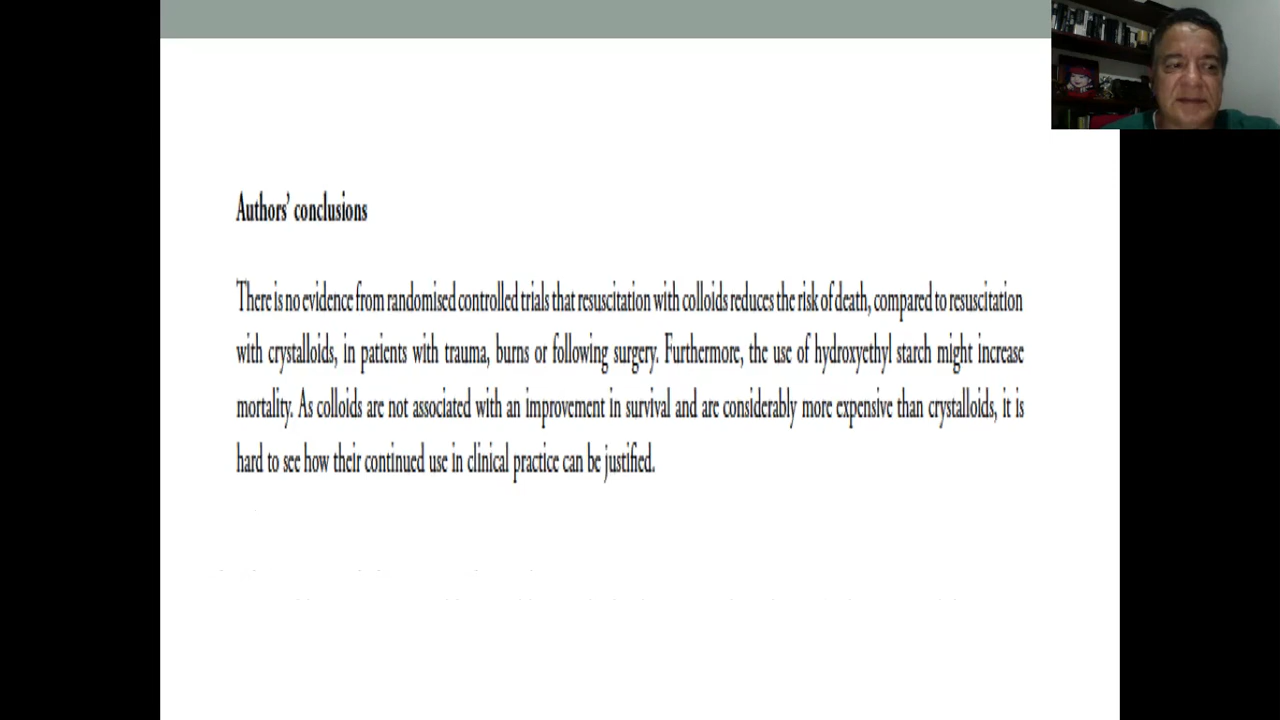 Authors’ conclusions
There is no evidence from randomised controlled trials that resuscitation with colloids reduces the risk of death, compared to resuscitation
with crystalloids, in patients with trauma, burns or following surgery. Furthermore, the use of hydroxyethyl starch might increase
mortality. As colloids are not associated with an improvement in survival and are considerably more expensive than crystalloids, it is
hard to see how their continued use in clinical practice can be justified.